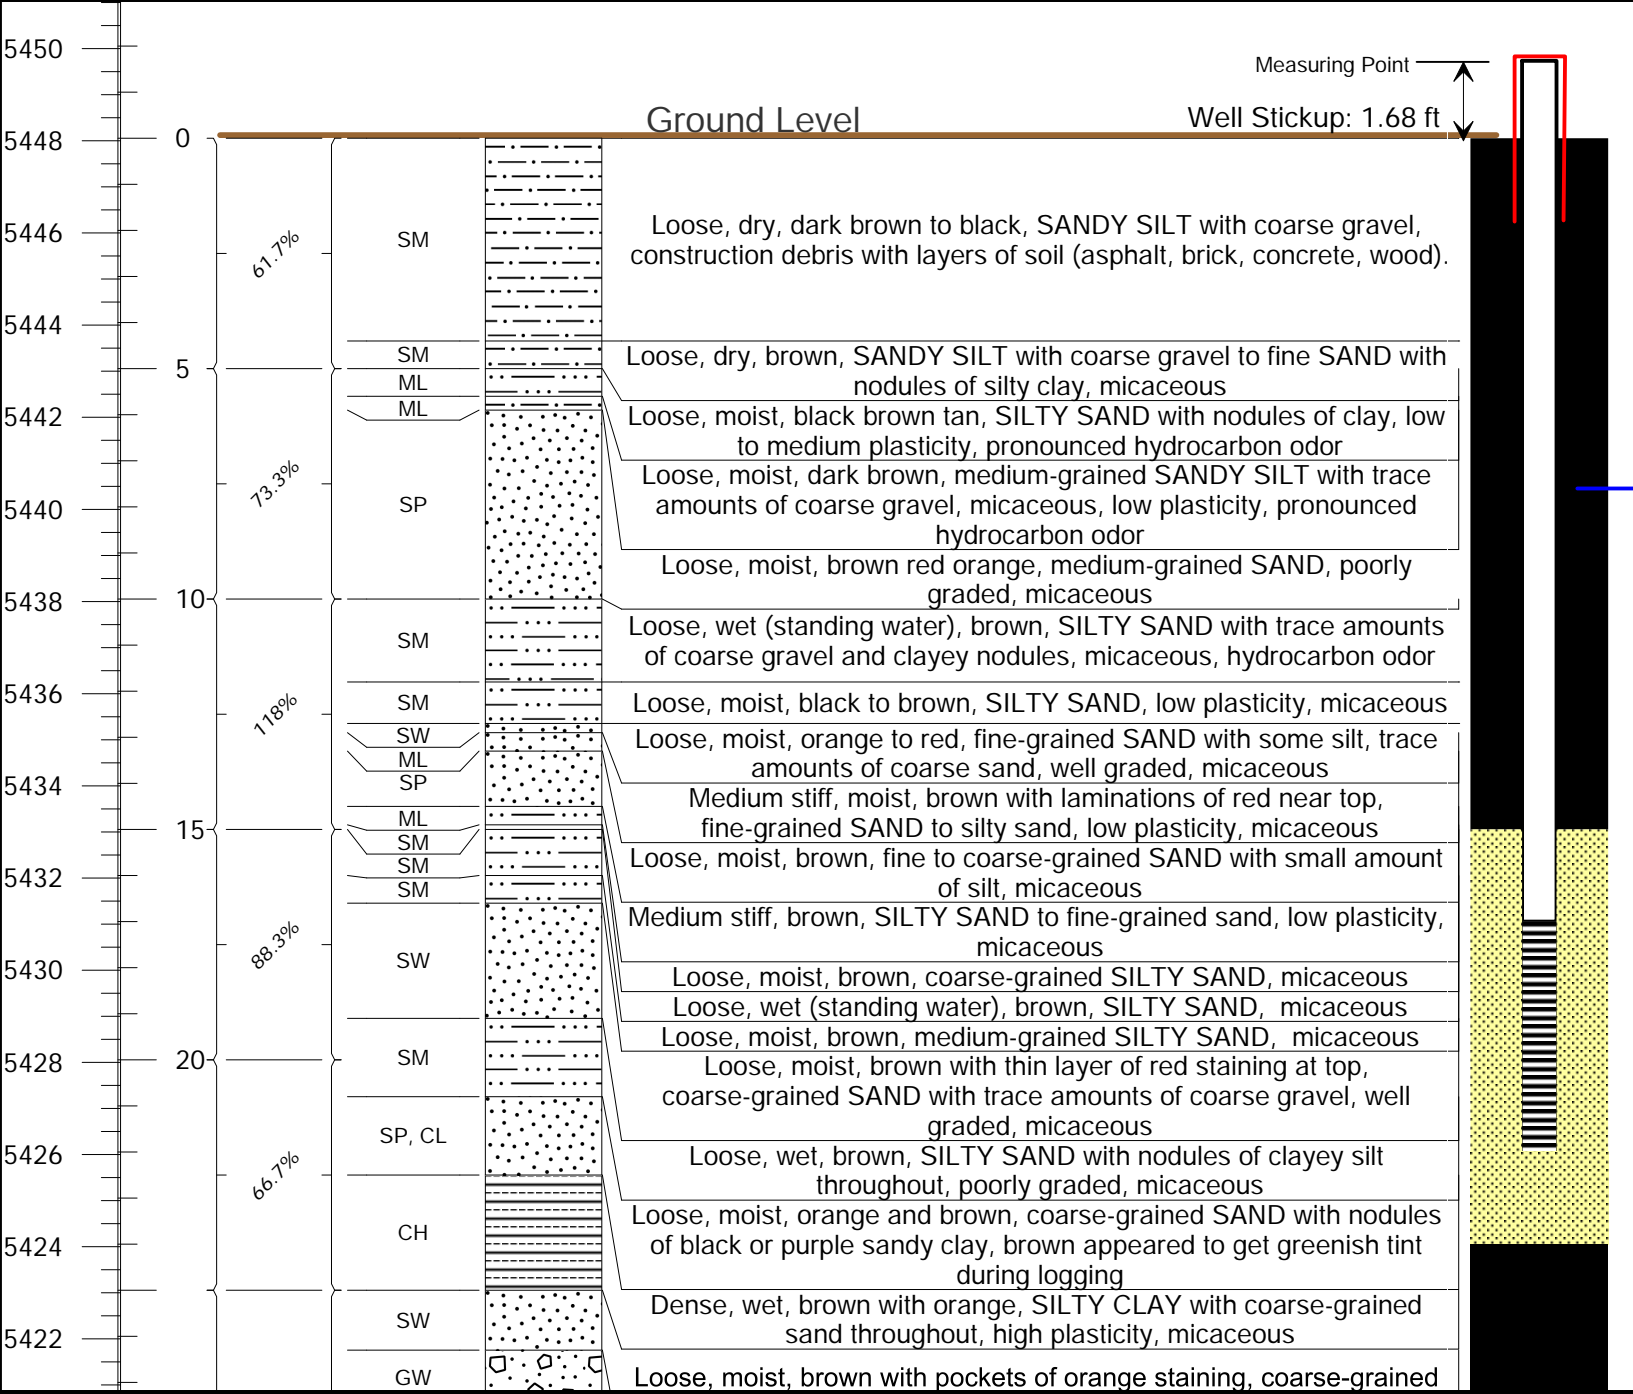 5450
5448
5446
5444
5442
5440
5438
5436
5434
5432
5430
5428
5426
5424
5422
0
5
10
15
20
61.7%
73.3%
118%
88.3%
66.7%
SM
SM
ML
ML
SP
SM
SM
SW
ML
SP
ML
SM
SM
SM
SW
SM
SP, CL
CH
SW
GW
Measuring Point
Ground Level
Well Stickup: 1.68 ft
Loose, dry, dark brown to black, SANDY SILT with coarse gravel,
construction debris with layers of soil (asphalt, brick, concrete, wood).
Loose, dry, brown, SANDY SILT with coarse gravel to fine SAND with
nodules of silty clay, micaceous
Loose, moist, black brown tan, SILTY SAND with nodules of clay, low
to medium plasticity, pronounced hydrocarbon odor
Loose, moist, dark brown, medium-grained SANDY SILT with trace
amounts of coarse gravel, micaceous, low plasticity, pronounced
hydrocarbon odor
Loose, moist, brown red orange, medium-grained SAND, poorly
graded, micaceous
Loose, wet (standing water), brown, SILTY SAND with trace amounts
of coarse gravel and clayey nodules, micaceous, hydrocarbon odor
Loose, moist, black to brown, SILTY SAND, low plasticity, micaceous
Loose, moist, orange to red, fine-grained SAND with some silt, trace
amounts of coarse sand, well graded, micaceous
Medium stiff, moist, brown with laminations of red near top,
fine-grained SAND to silty sand, low plasticity, micaceous
Loose, moist, brown, fine to coarse-grained SAND with small amount
of silt, micaceous
Medium stiff, brown, SILTY SAND to fine-grained sand, low plasticity,
micaceous
Loose, moist, brown, coarse-grained SILTY SAND, micaceous
Loose, wet (standing water), brown, SILTY SAND, micaceous
Loose, moist, brown, medium-grained SILTY SAND, micaceous
Loose, moist, brown with thin layer of red staining at top,
coarse-grained SAND with trace amounts of coarse gravel, well
graded, micaceous
Loose, wet, brown, SILTY SAND with nodules of clayey silt
throughout, poorly graded, micaceous
Loose, moist, orange and brown, coarse-grained SAND with nodules
of black or purple sandy clay, brown appeared to get greenish tint
during logging
Dense, wet, brown with orange, SILTY CLAY with coarse-grained
sand throughout, high plasticity, micaceous
Loose, moist, brown with pockets of orange staining, coarse-grained